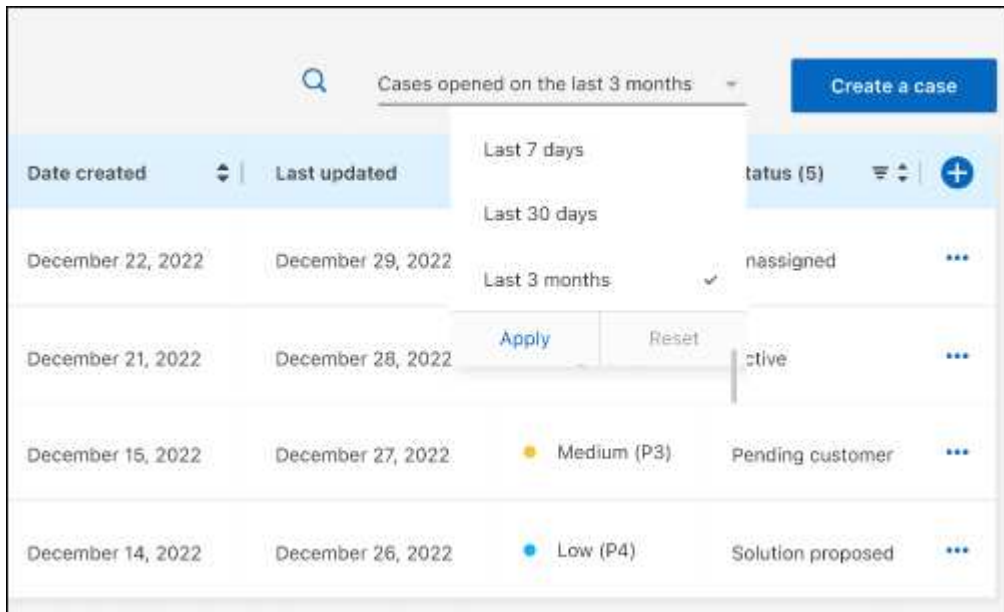 Cases opened on the last 3 months
Create a case
Last 7 days
Date created
Last updated
tatus (5)
Last 30 days
December 22, 2022
December 29, 2022
nassigned
Last 3 months
Apply
Reset
December 21, 2022
December 28, 2022
ctive
December 15, 2022
December 27, 2022
Medium (P3)
Pending customer
December 14, 2022
December 26, 2022
Low (P4)
Solution proposed